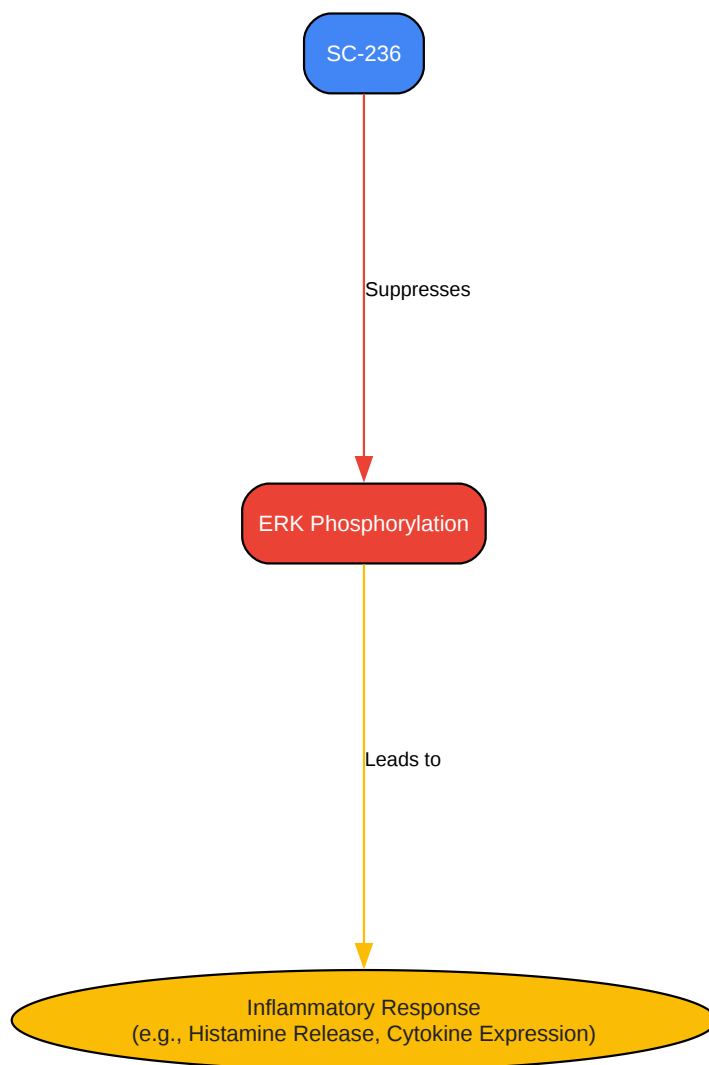 SC-236
Suppresses
ERK Phosphorylation
Leads to
Inflammatory Response
(e.g., Histamine Release, Cytokine Expression)